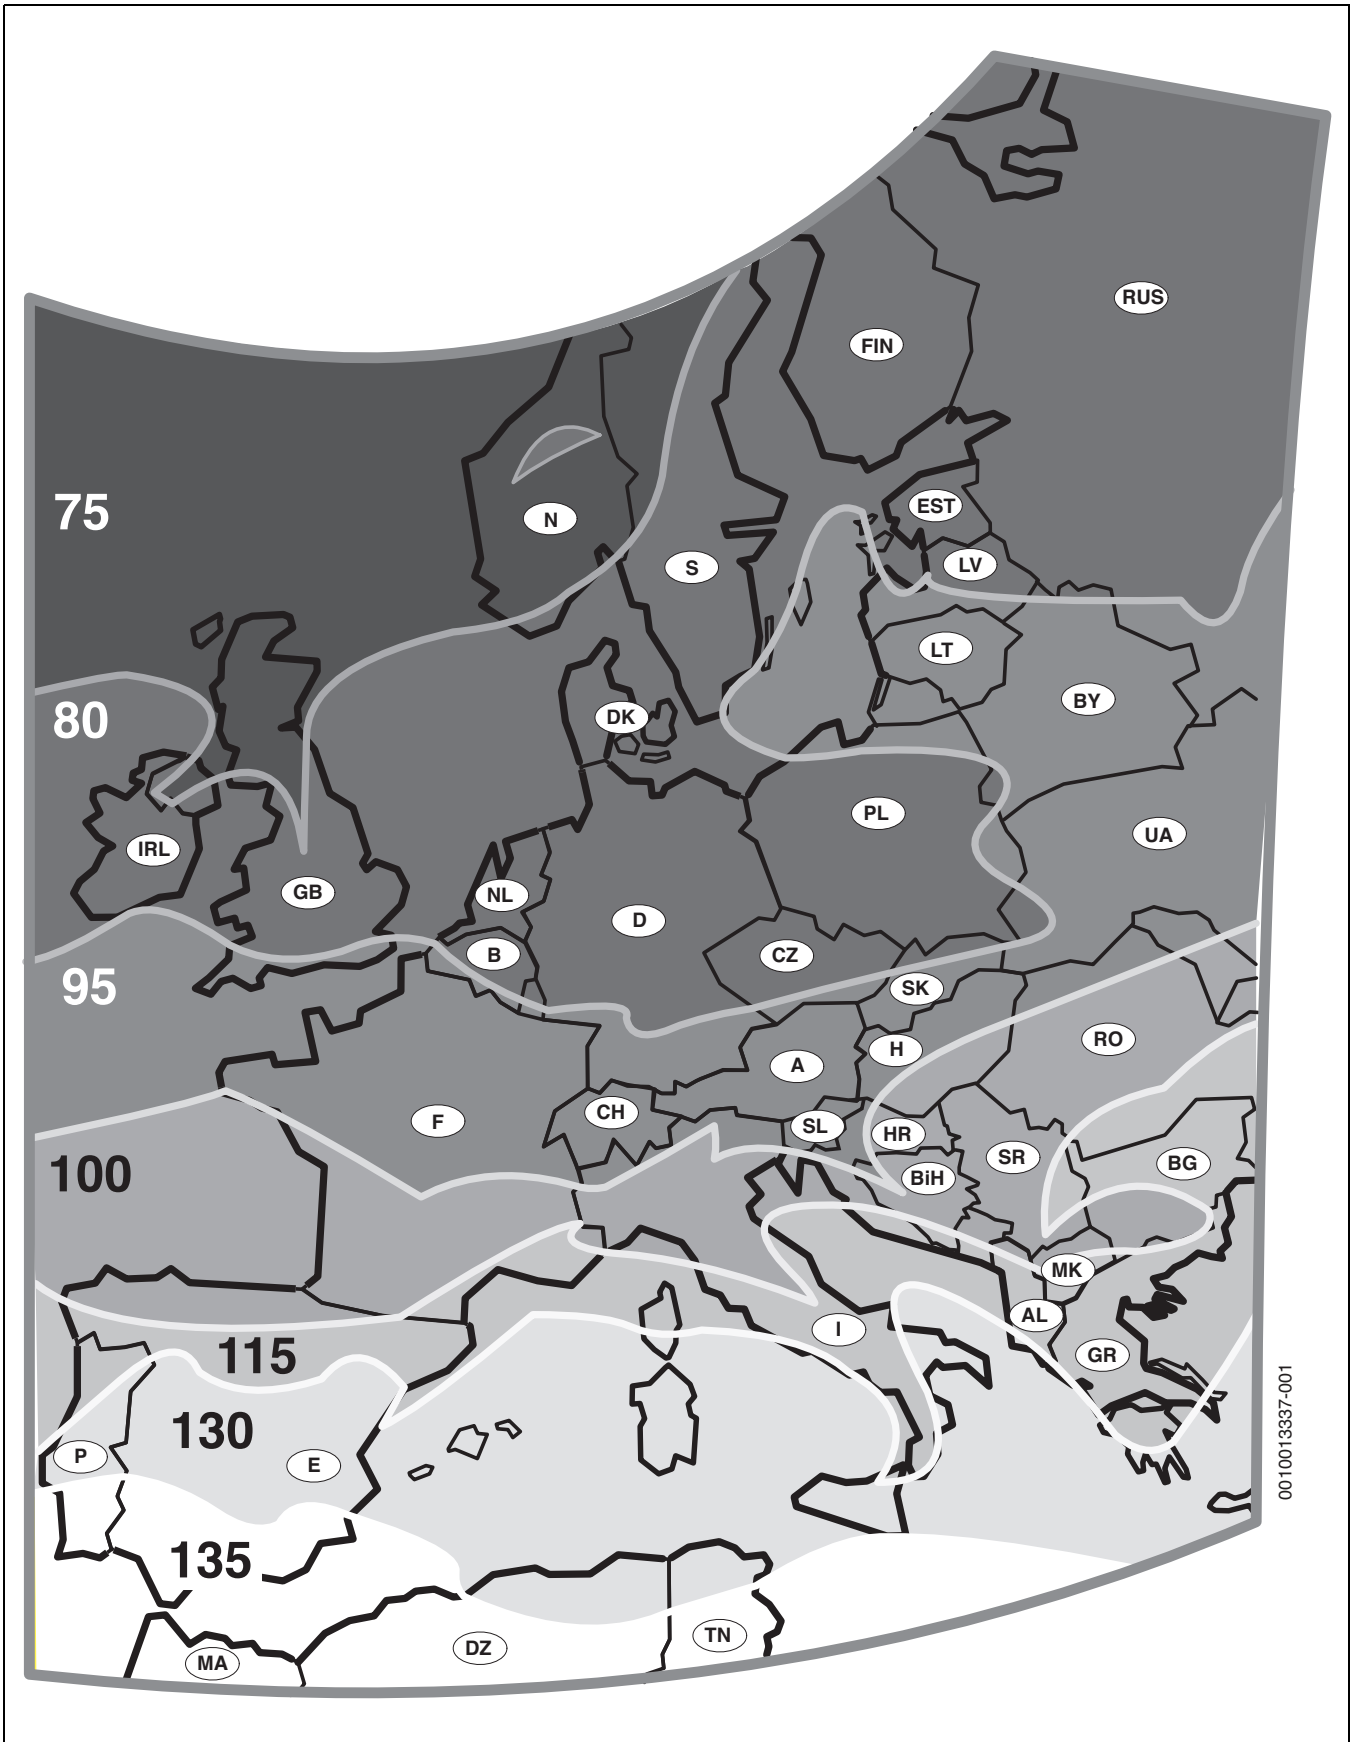 RUS
FIN
75
EST
N
LV
S
LT
BY
DK
80
PL
UA
IRL
GB
NL
D
B
CZ
95
SK
RO
H
A
CH
F
SL
HR
SR
100
BG
BiH
MK
AL
I
115
GR
130
P
E
0010013337-001
135
TN
DZ
MA